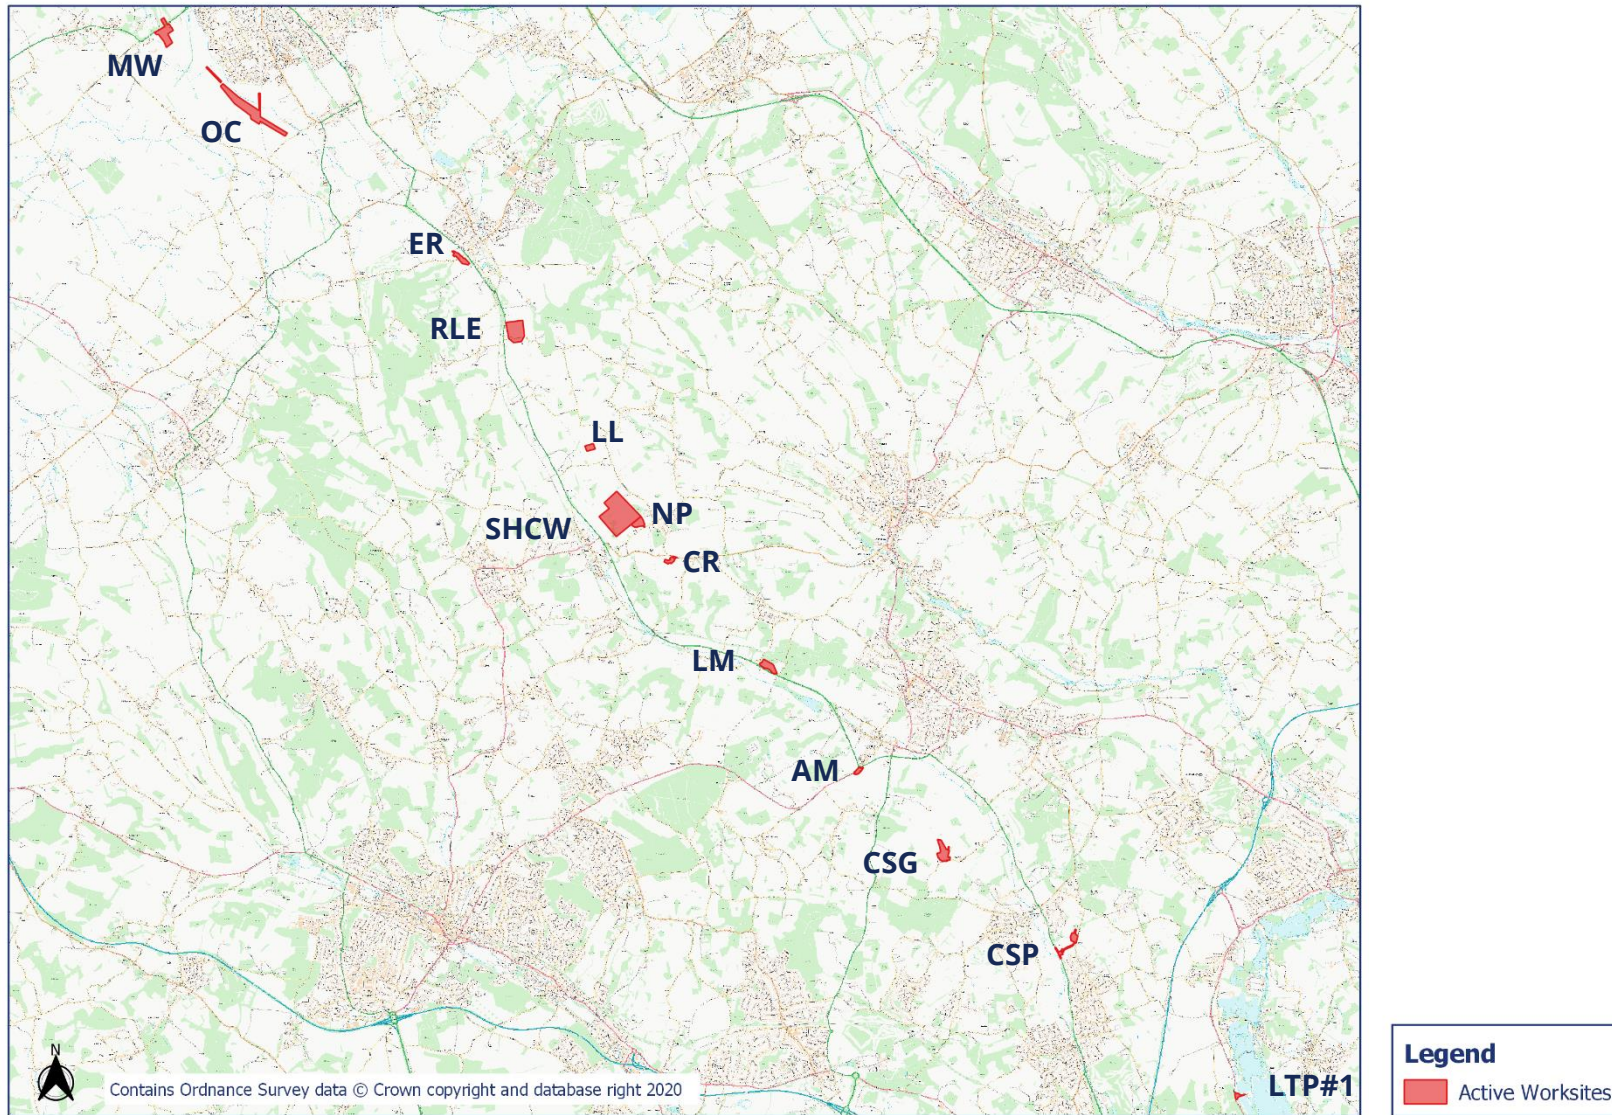 MW
OC
ER
RLE
LL
SHCW
NP
CR
LM
AM
CSG
CSP
LTP#1
N
Contains Ordnance Survey data © Crown copyright and database right 2020
Legend
Active Worksites